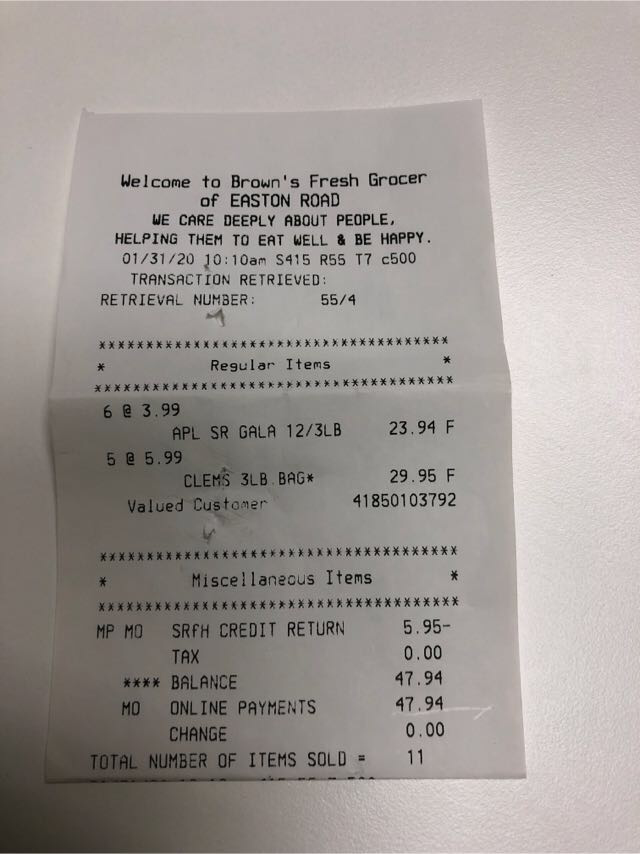 Welcome to Brown's Fresh Grocer
of EASTON ROAD
WE CARE DEEPLY ABOUT PEOPLE,
HELPING THEM TO EAT WELL & BE HAPPY.
01/31/20 10:10am S415 R55 T7 c500
TRANSACTION RETRIEVED:
RETRIEVAL NUMBER: 55/4
****************************************
* Regular Items *
****************************************
6 @ 3.99
APL SR GALA 12/3LB 23.94 F
5 @ 5.99
CLEMS 3LB BAG* 29.95 F
Valued Customer 41850103792
****************************************
* Miscellaneous Items *
****************************************
MP MO SRfH CREDIT RETURN 5.95-
TAX 0.00
**** BALANCE 47.94
MO ONLINE PAYMENTS 47.94
CHANGE 0.00
TOTAL NUMBER OF ITEMS SOLD = 11